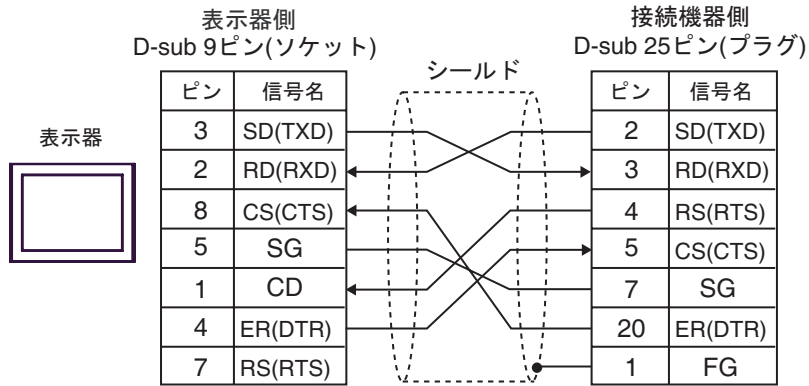 表示器側
D-sub 9ピン(ソケット)
接続機器側
D-sub 25ピン(プラグ)
シールド
表示器
ピン 信号名
3 SD(TXD)
2 RD(RXD)
8 CS(CTS)
5 SG
1 CD
4 ER(DTR)
7 RS(RTS)
ピン 信号名
2 SD(TXD)
3 RD(RXD)
4 RS(RTS)
5 CS(CTS)
7 SG
20 ER(DTR)
1 FG